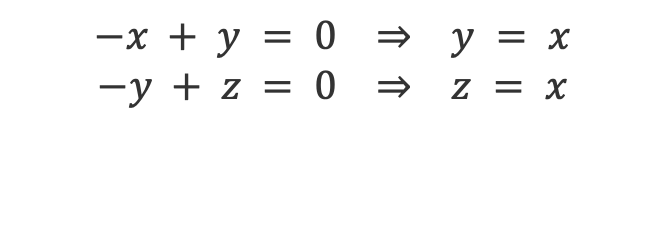 −x + y = 0 ⇒ y = x
−y + z = 0 ⇒ z = x